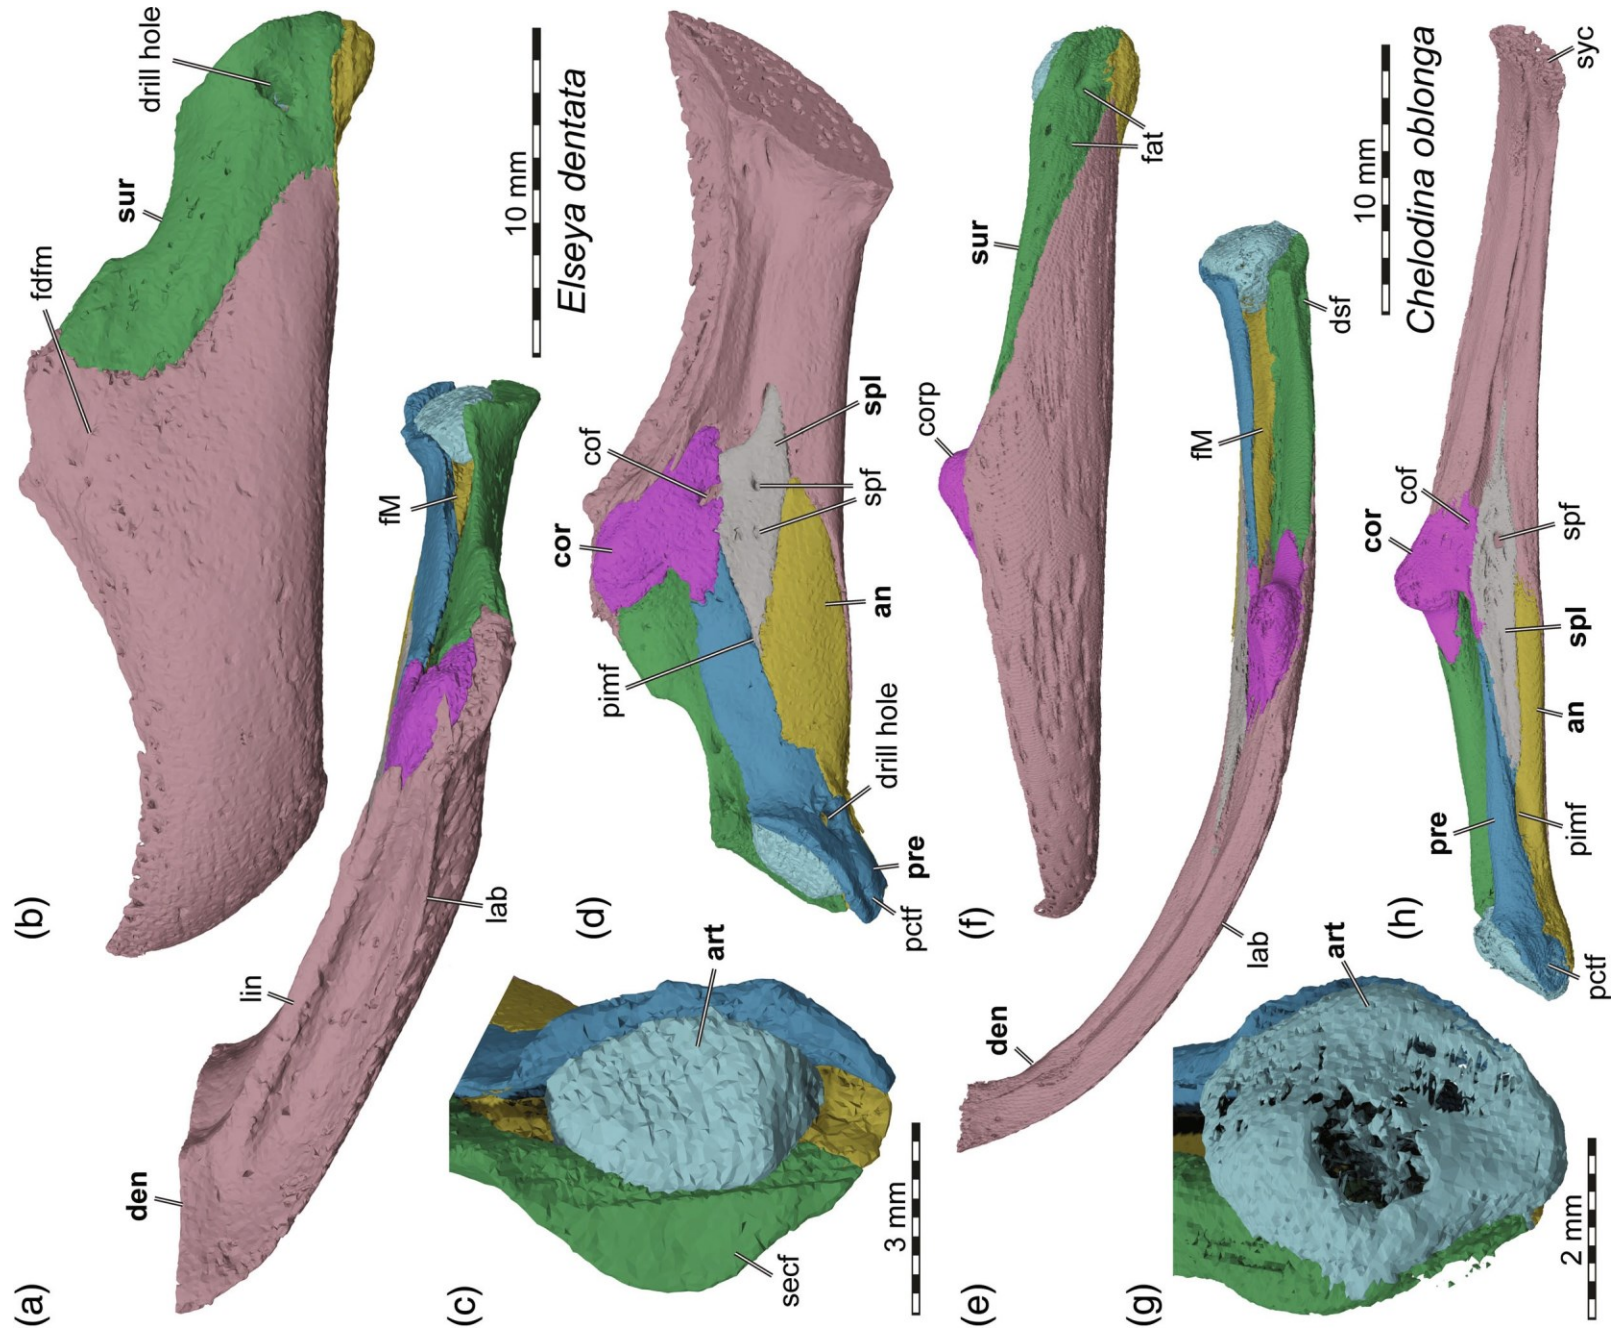 (a)
den
lin
lab
fM
(b)
fdfm
sur
drill hole
10 mm
Elseya dentata
(c)
art
secf
3 mm
(d)
cor
cof
spl
spf
an
pimf
drill hole
pre
pctf
(e)
den
lab
fM
dsf
(f)
corp
sur
fat
10 mm
Chelodina oblonga
(g)
art
2 mm
(h)
cor
cof
spf
spl
an
pre
pimf
pctf
syc